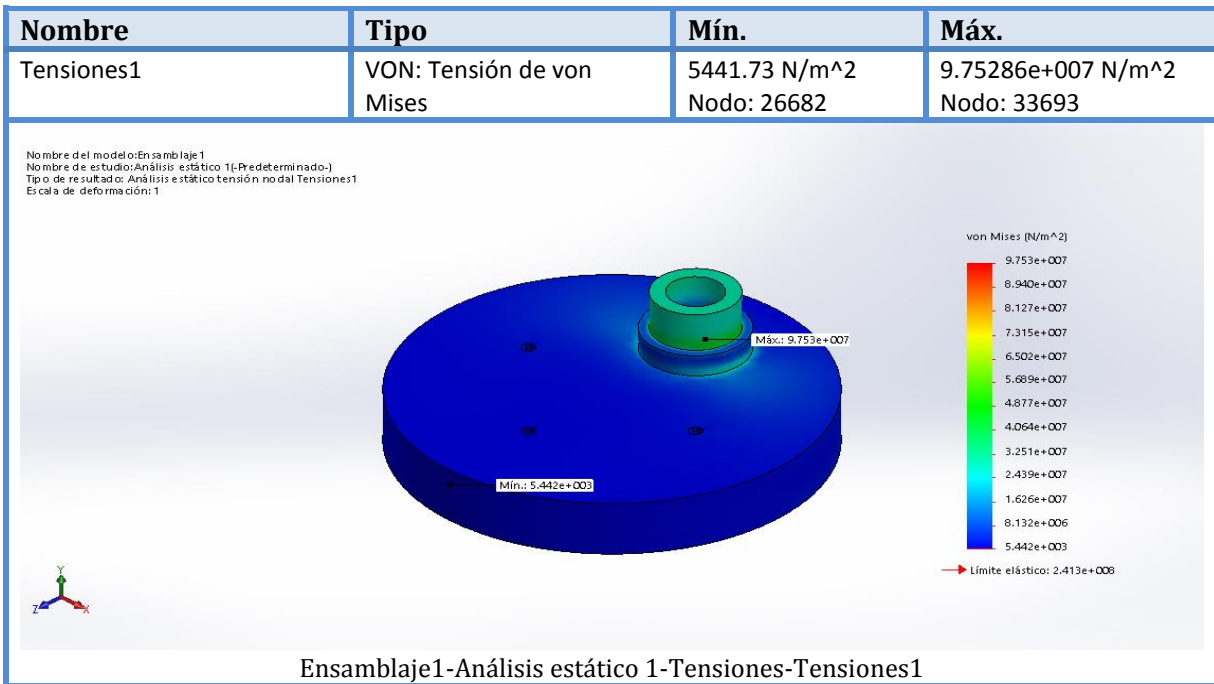 Nombre Tipo Mín. Máx.
Tensiones1 VON: Tensión de von 5441.73 N/m^2 9.75286e+007 N/m^2
Mises Nodo: 26682 Nodo: 33693
Nombre del modelo:Ensamblaje1
Nombre de estudio:Análisis estático 1(-Predeterminado-)
Tipo de resultado: Análisis estático tensión nodal Tensiones1
Escala de deformación: 1
von Mises (N/m^2)
9.753e+007
8.940e+007
8.127e+007
7.315e+007
6.502e+007
5.689e+007
4.877e+007
4.064e+007
3.251e+007
2.439e+007
1.626e+007
8.132e+006
5.442e+003
Límite elástico: 2.413e+008
Máx.: 9.753e+007
Mín.: 5.442e+003
Y
Z
X
Ensamblaje1-Análisis estático 1-Tensiones-Tensiones1